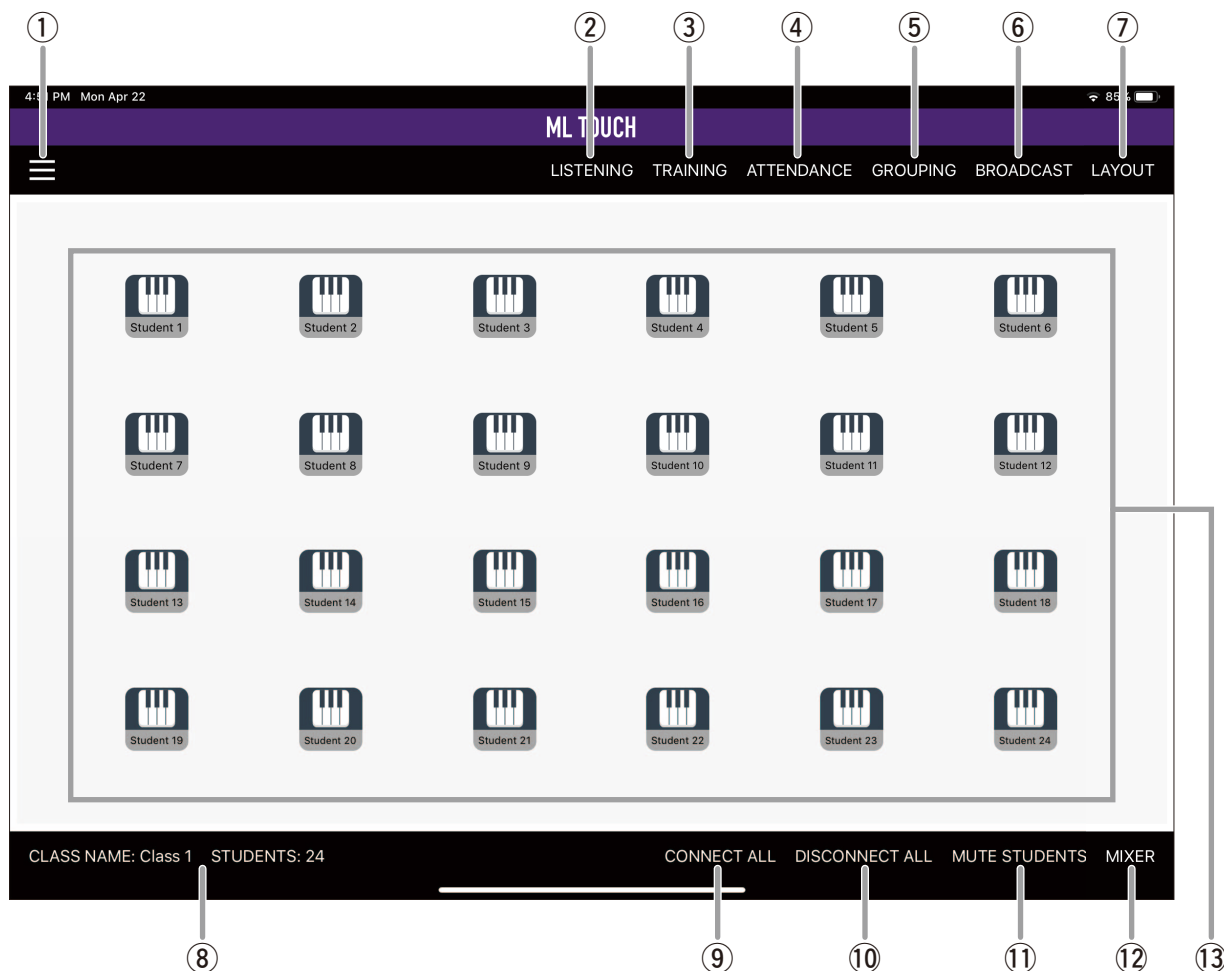 ① ② ③ ④ ⑤ ⑥ ⑦
4:51 PM Mon Apr 22 85%
ML TOUCH
LISTENING TRAINING ATTENDANCE GROUPING BROADCAST LAYOUT
Student 1 Student 2 Student 3 Student 4 Student 5 Student 6
Student 7 Student 8 Student 9 Student 10 Student 11 Student 12
Student 13 Student 14 Student 15 Student 16 Student 17 Student 18
Student 19 Student 20 Student 21 Student 22 Student 23 Student 24
CLASS NAME: Class 1 STUDENTS: 24 CONNECT ALL DISCONNECT ALL MUTE STUDENTS MIXER
⑧ ⑨ ⑩ ⑪ ⑫ ⑬